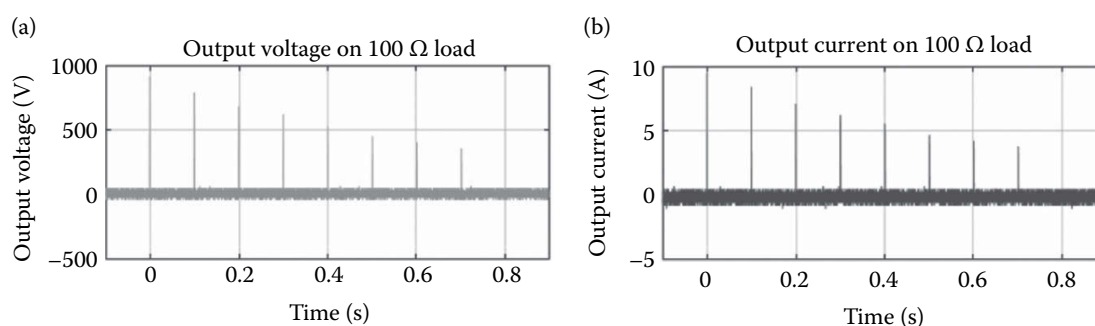 (a)
Output voltage on 100 Ω load
Output voltage (V)
1000
500
0
–500
0
0.2
0.4
0.6
0.8
Time (s)
(b)
Output current on 100 Ω load
Output current (A)
10
5
0
–5
0
0.2
0.4
0.6
0.8
Time (s)